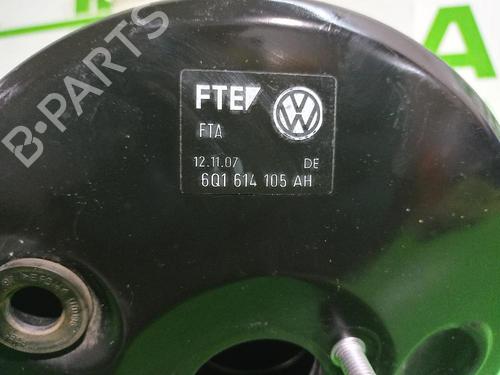 B-PARTS
A
FTE
FTA
12.11.07 DE
6Q1 614 105 AH